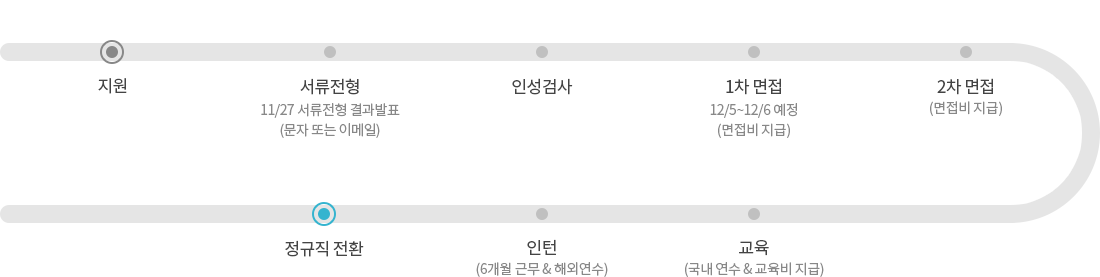 지원
서류전형
11/27 서류전형 결과발표
(문자 또는 이메일)
인성검사
1차 면접
12/5~12/6 예정
(면접비 지급)
2차 면접
(면접비 지급)
교육
(국내 연수 & 교육비 지급)
인턴
(6개월 근무 & 해외연수)
정규직 전환